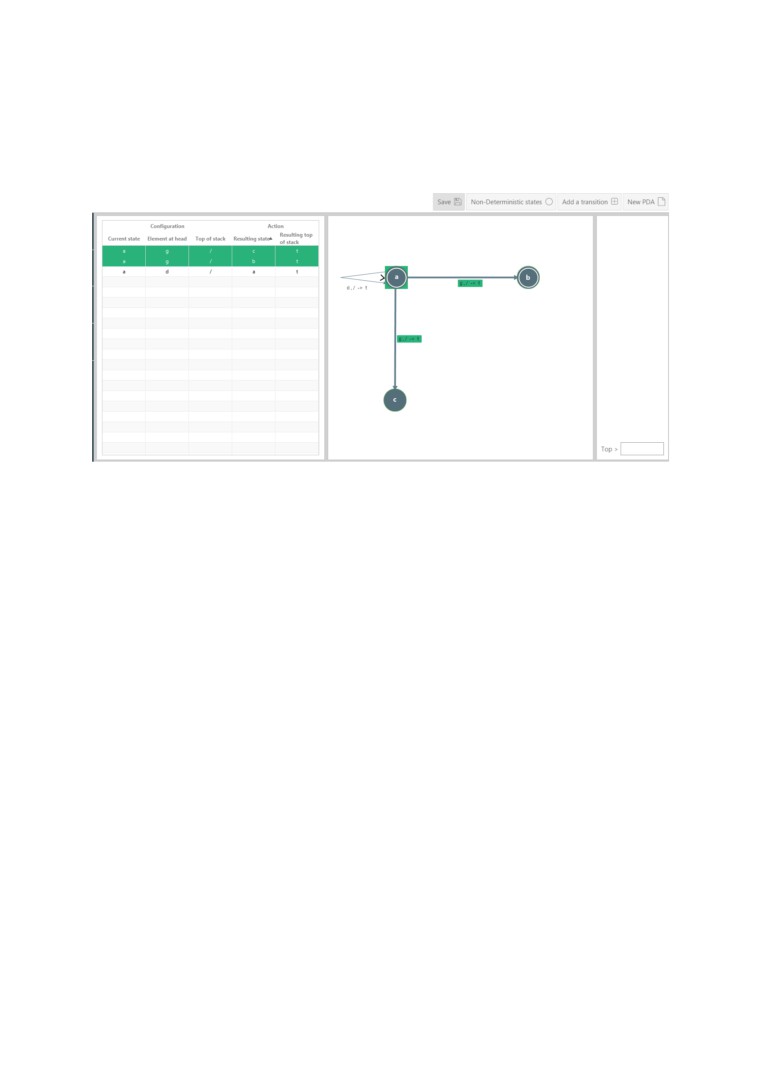 Save Non-Deterministic states Add a transition New PDA
Configuration Action
Current state Element at head Top of stack Resulting state Resulting top of stack
a g / c t
a g / b t
a d / a t
a
b
d,/ -> t
g,/ -> t
g,/ -> t
c
Top >